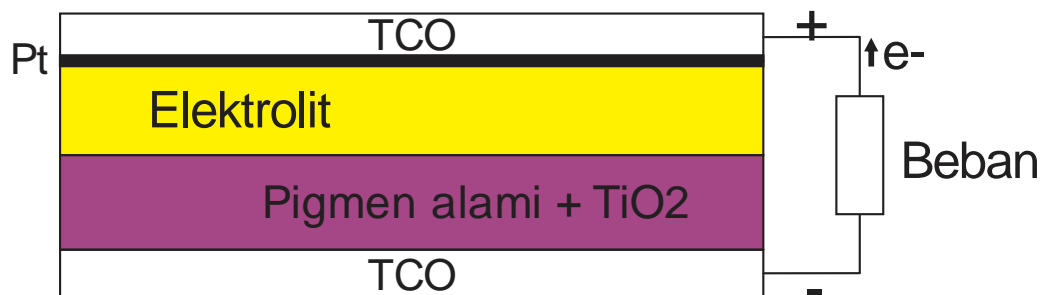 TCO
+
Pt
e-
Elektrolit
Beban
Pigmen alami + TiO2
TCO
-